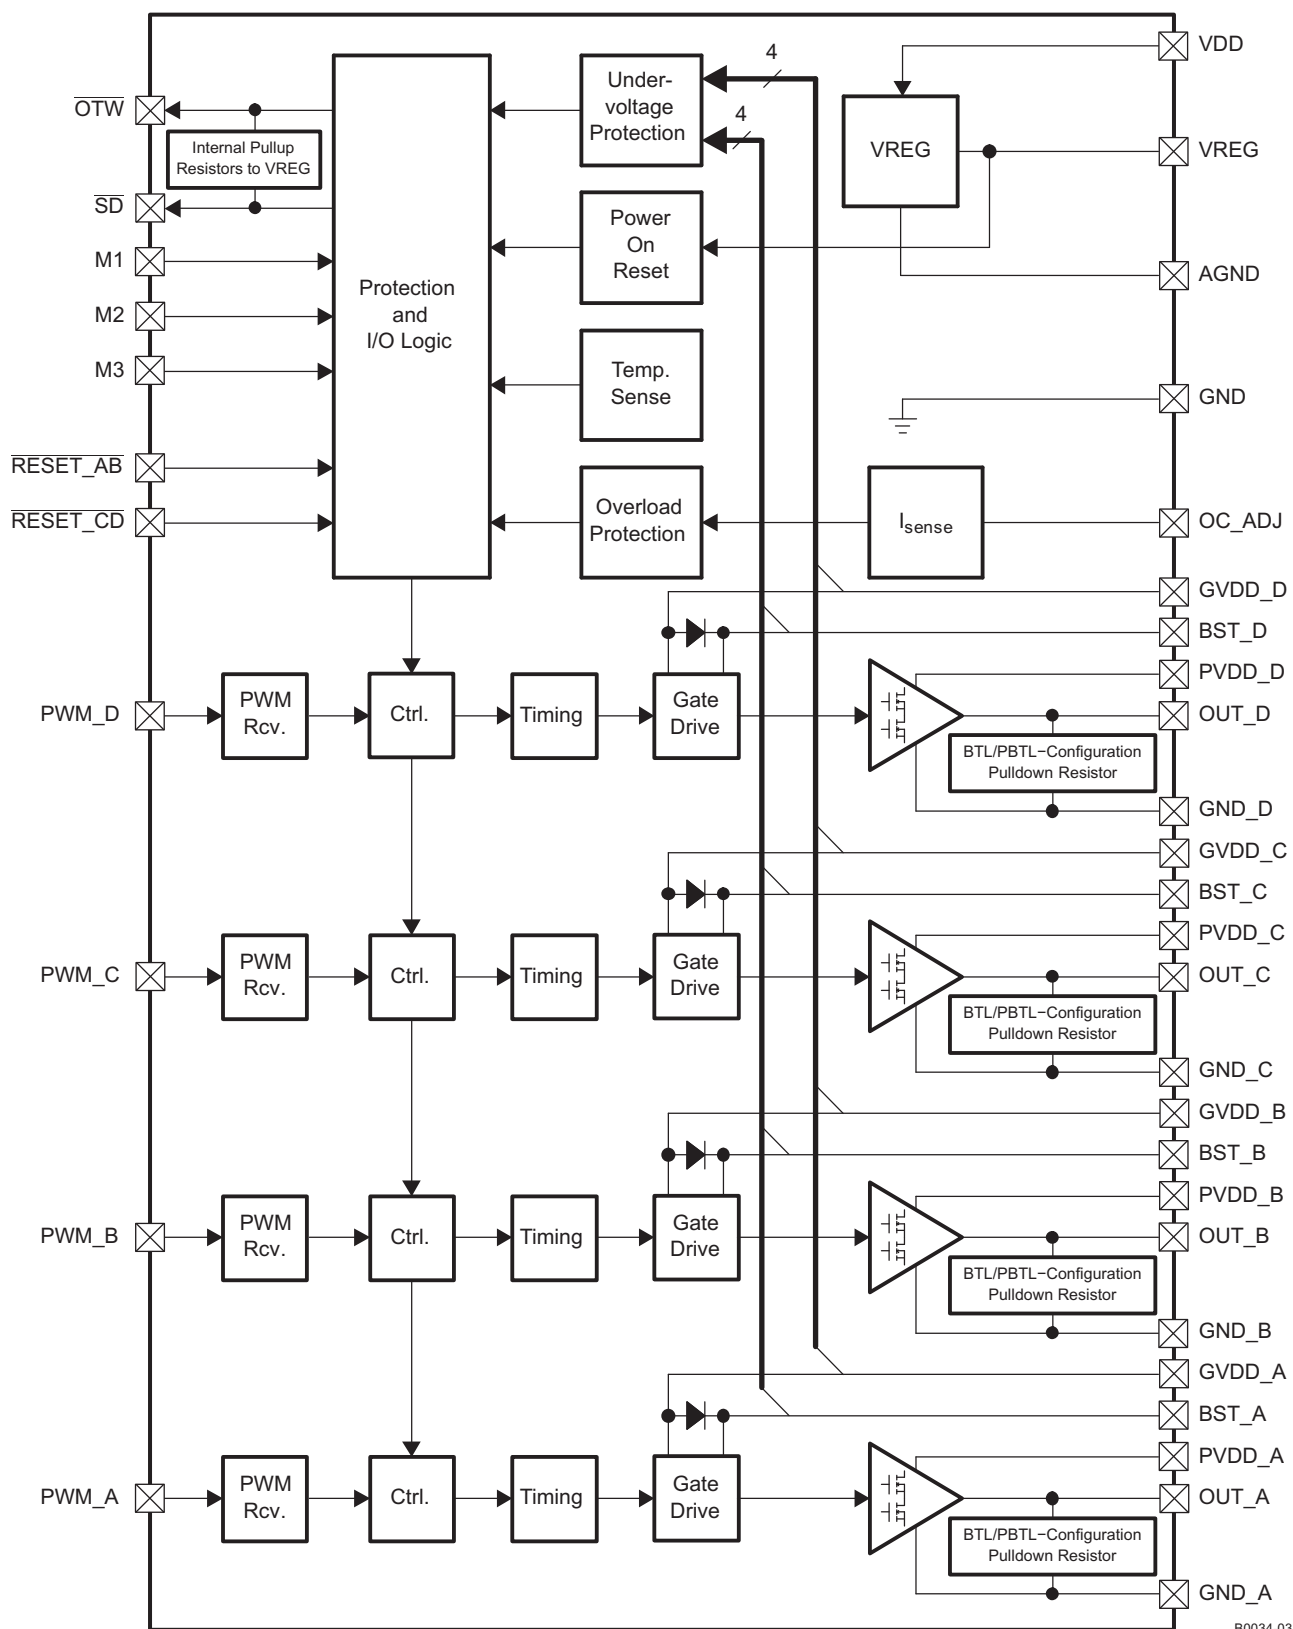 4
VDD
Under-
voltage
Protection
OTW
4
Internal Pullup
Resistors to VREG
VREG
VREG
SD
Power
On
Reset
M1
AGND
Protection
and
I/O Logic
M2
M3
Temp.
Sense
GND
RESET_AB
RESET_CD
Overload
Protection
Isense
OC_ADJ
GVDD_D
BST_D
PVDD_D
PWM_D
PWM
Rcv.
Ctrl.
Timing
Gate
Drive
OUT_D
BTL/PBTL−Configuration
Pulldown Resistor
GND_D
GVDD_C
BST_C
PVDD_C
PWM_C
PWM
Rcv.
Ctrl.
Timing
Gate
Drive
OUT_C
BTL/PBTL−Configuration
Pulldown Resistor
GND_C
GVDD_B
BST_B
PVDD_B
PWM_B
PWM
Rcv.
Ctrl.
Timing
Gate
Drive
OUT_B
BTL/PBTL−Configuration
Pulldown Resistor
GND_B
GVDD_A
BST_A
PVDD_A
PWM_A
PWM
Rcv.
Ctrl.
Timing
Gate
Drive
OUT_A
BTL/PBTL−Configuration
Pulldown Resistor
GND_A
B0034-03